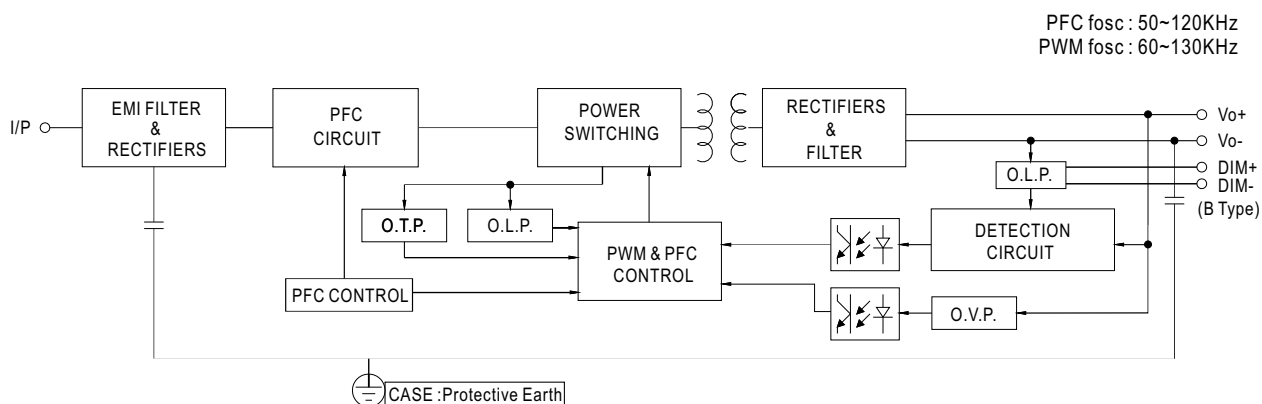 PFC fosc : 50~120KHz
PWM fosc : 60~130KHz
I/P
EMI FILTER
&
RECTIFIERS
PFC
CIRCUIT
POWER
SWITCHING
RECTIFIERS
&
FILTER
Vo+
Vo-
DIM+
DIM-
(B Type)
O.L.P.
O.T.P.
O.L.P.
PWM & PFC
CONTROL
DETECTION
CIRCUIT
PFC CONTROL
O.V.P.
CASE :Protective Earth